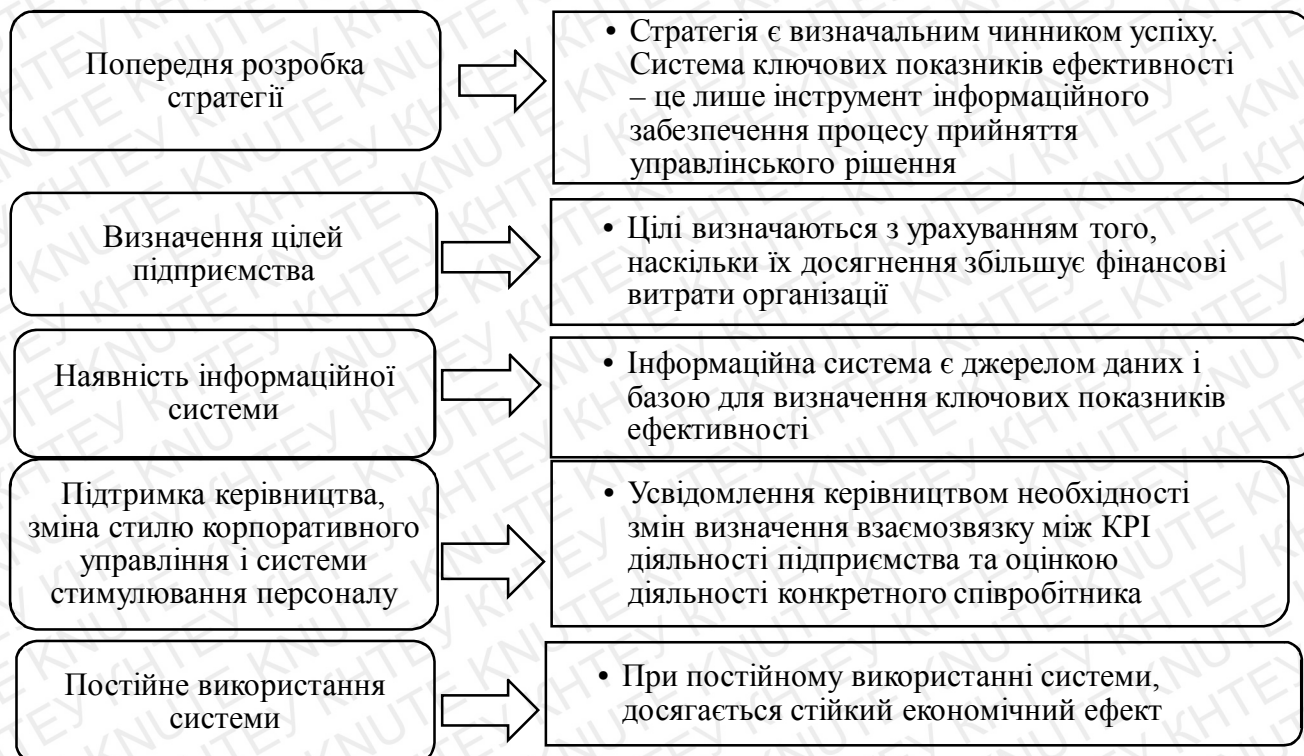 Попередня розробка
стратегії
• Стратегія є визначальним чинником успіху.
Система ключових показників ефективності
– це лише інструмент інформаційного
забезпечення процесу прийняття
управлінського рішення
Визначення цілей
підприємства
• Цілі визначаються з урахуванням того,
наскільки їх досягнення збільшує фінансові
витрати організації
Наявність інформаційної
системи
• Інформаційна система є джерелом даних і
базою для визначення ключових показників
ефективності
Підтримка керівництва,
зміна стилю корпоративного
управління і системи
стимулювання персоналу
• Усвідомлення керівництвом необхідності
змін визначення взаємозвязку між КРІ
діяльності підприємства та оцінкою
діяльності конкретного співробітника
Постійне використання
системи
• При постійному використанні системи,
досягається стійкий економічний ефект